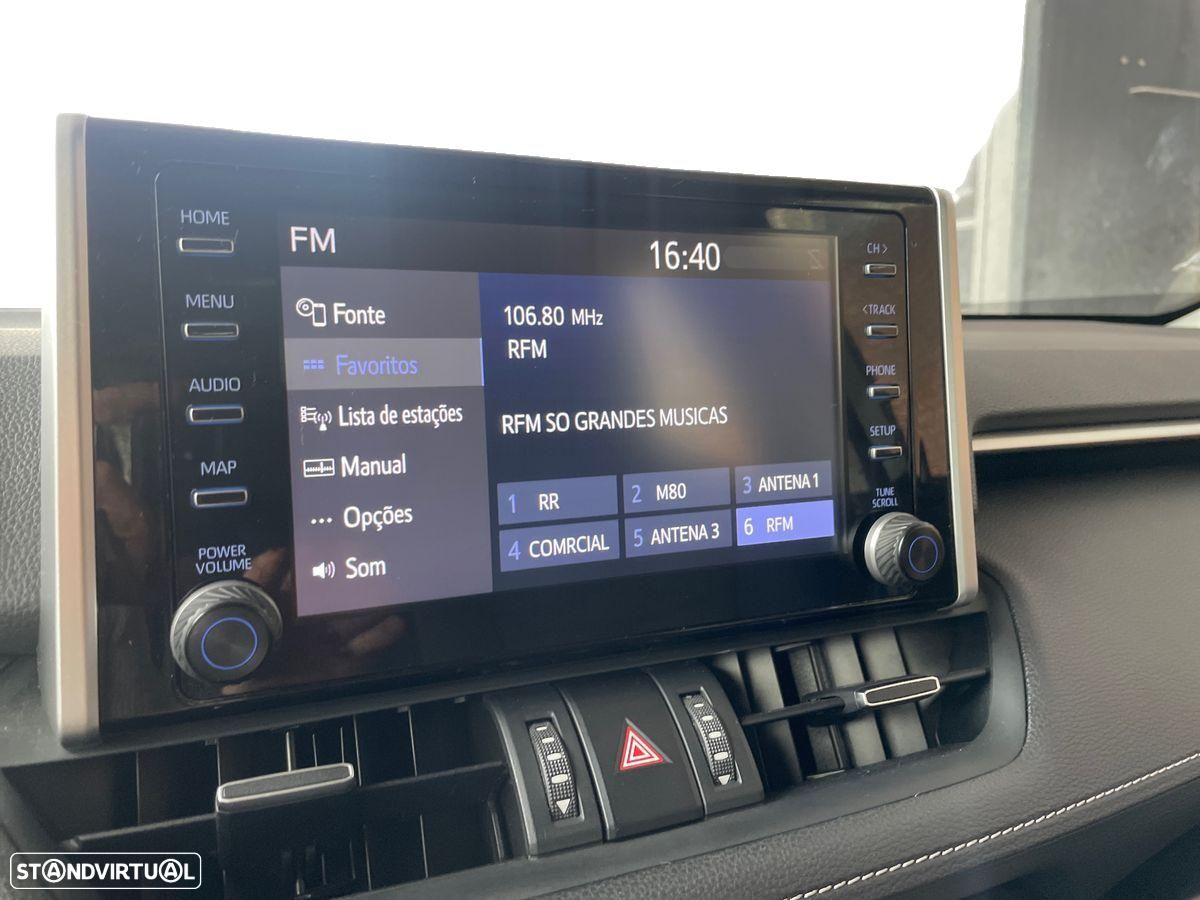 HOME
MENU
AUDIO
MAP
POWER
VOLUME
FM
16:40
Fonte
Favoritos
Lista de estações
Manual
Opções
Som
106.80 MHz
RFM
RFM SO GRANDES MUSICAS
1 RR
2 M80
3 ANTENA 1
4 COMRCIAL
5 ANTENA 3
6 RFM
CH >
< TRACK
PHONE
SETUP
TUNE
SCROLL
STANDVIRTUAL